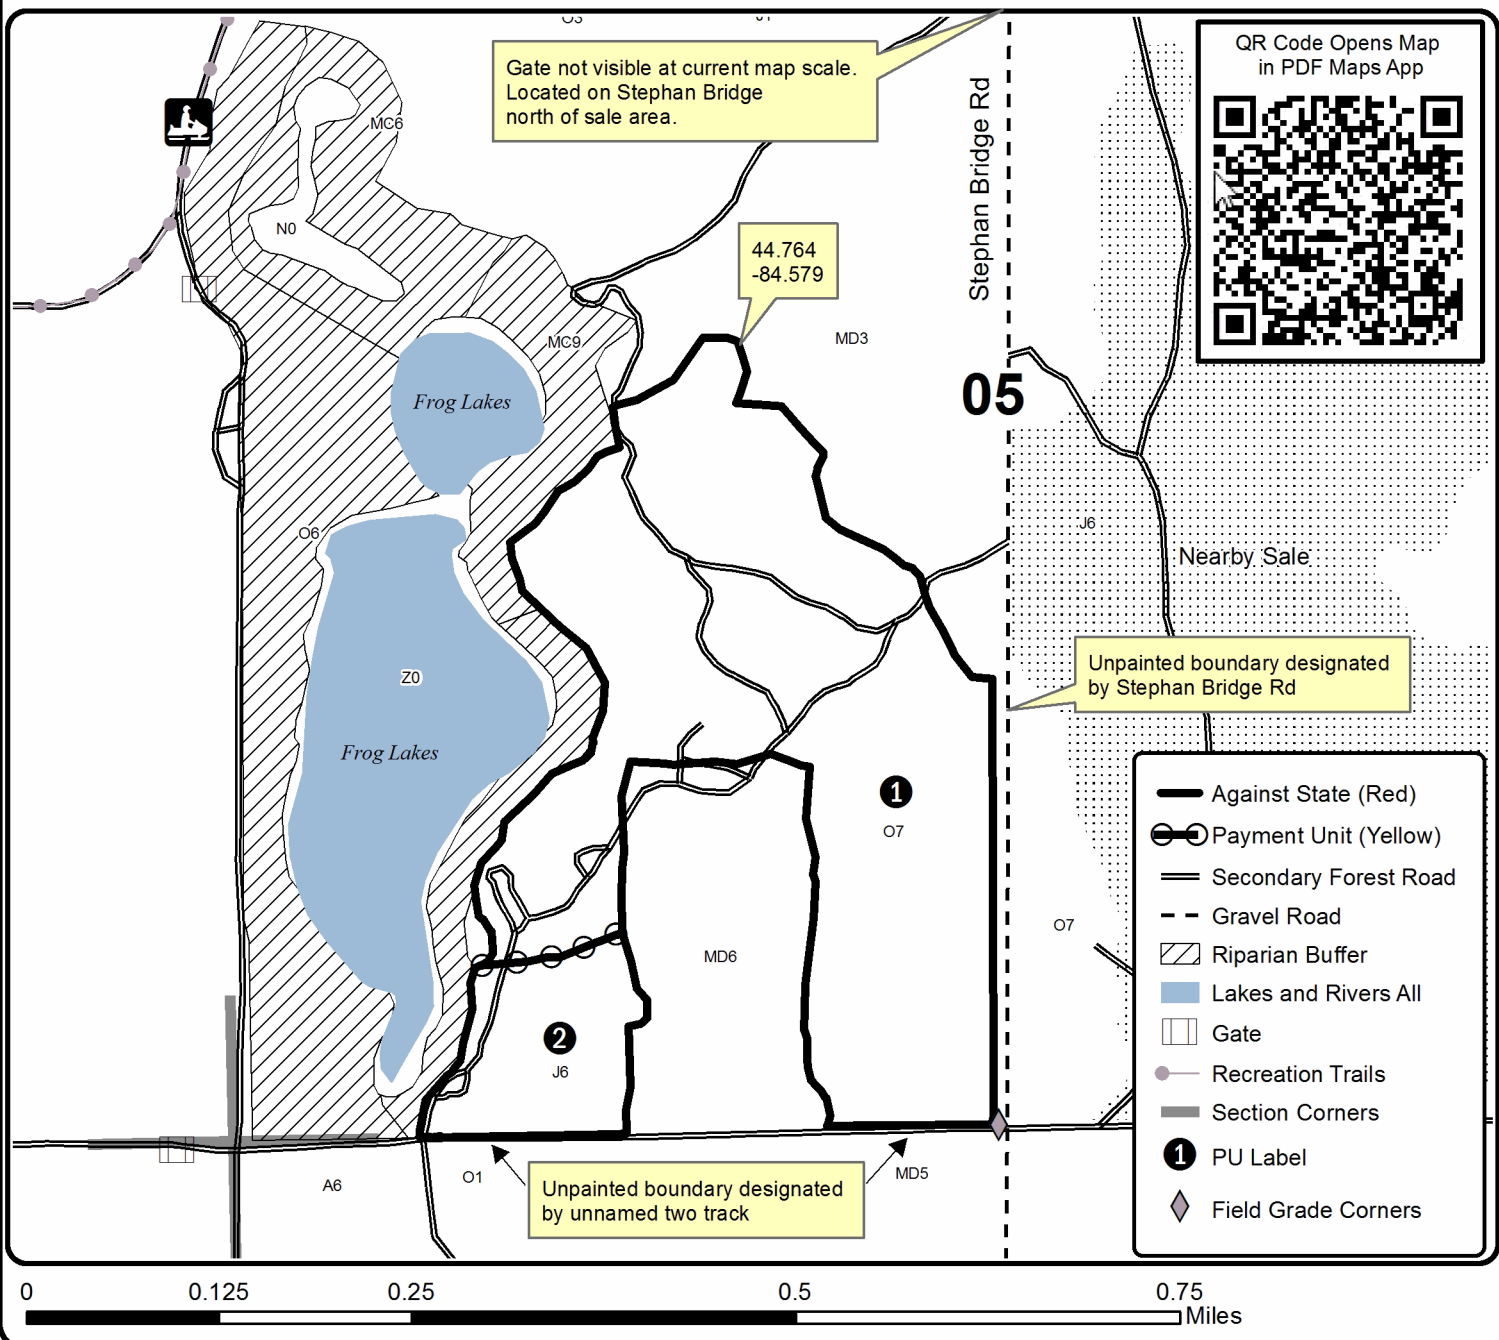 Gate not visible at current map scale.
Located on Stephan Bridge
north of sale area.
QR Code Opens Map
in PDF Maps App
Stephan Bridge Rd
MC6
N0
44.764
-84.579
MC9
MD3
05
Frog Lakes
O6
J6
Nearby Sale
Z0
Frog Lakes
Unpainted boundary designated
by Stephan Bridge Rd
1
O7
O7
MD6
2
J6
O1
MD5
A6
Unpainted boundary designated
by unnamed two track
Against State (Red)
Payment Unit (Yellow)
Secondary Forest Road
Gravel Road
Riparian Buffer
Lakes and Rivers All
Gate
Recreation Trails
Section Corners
1 PU Label
Field Grade Corners
0 0.125 0.25 0.5 0.75
Miles